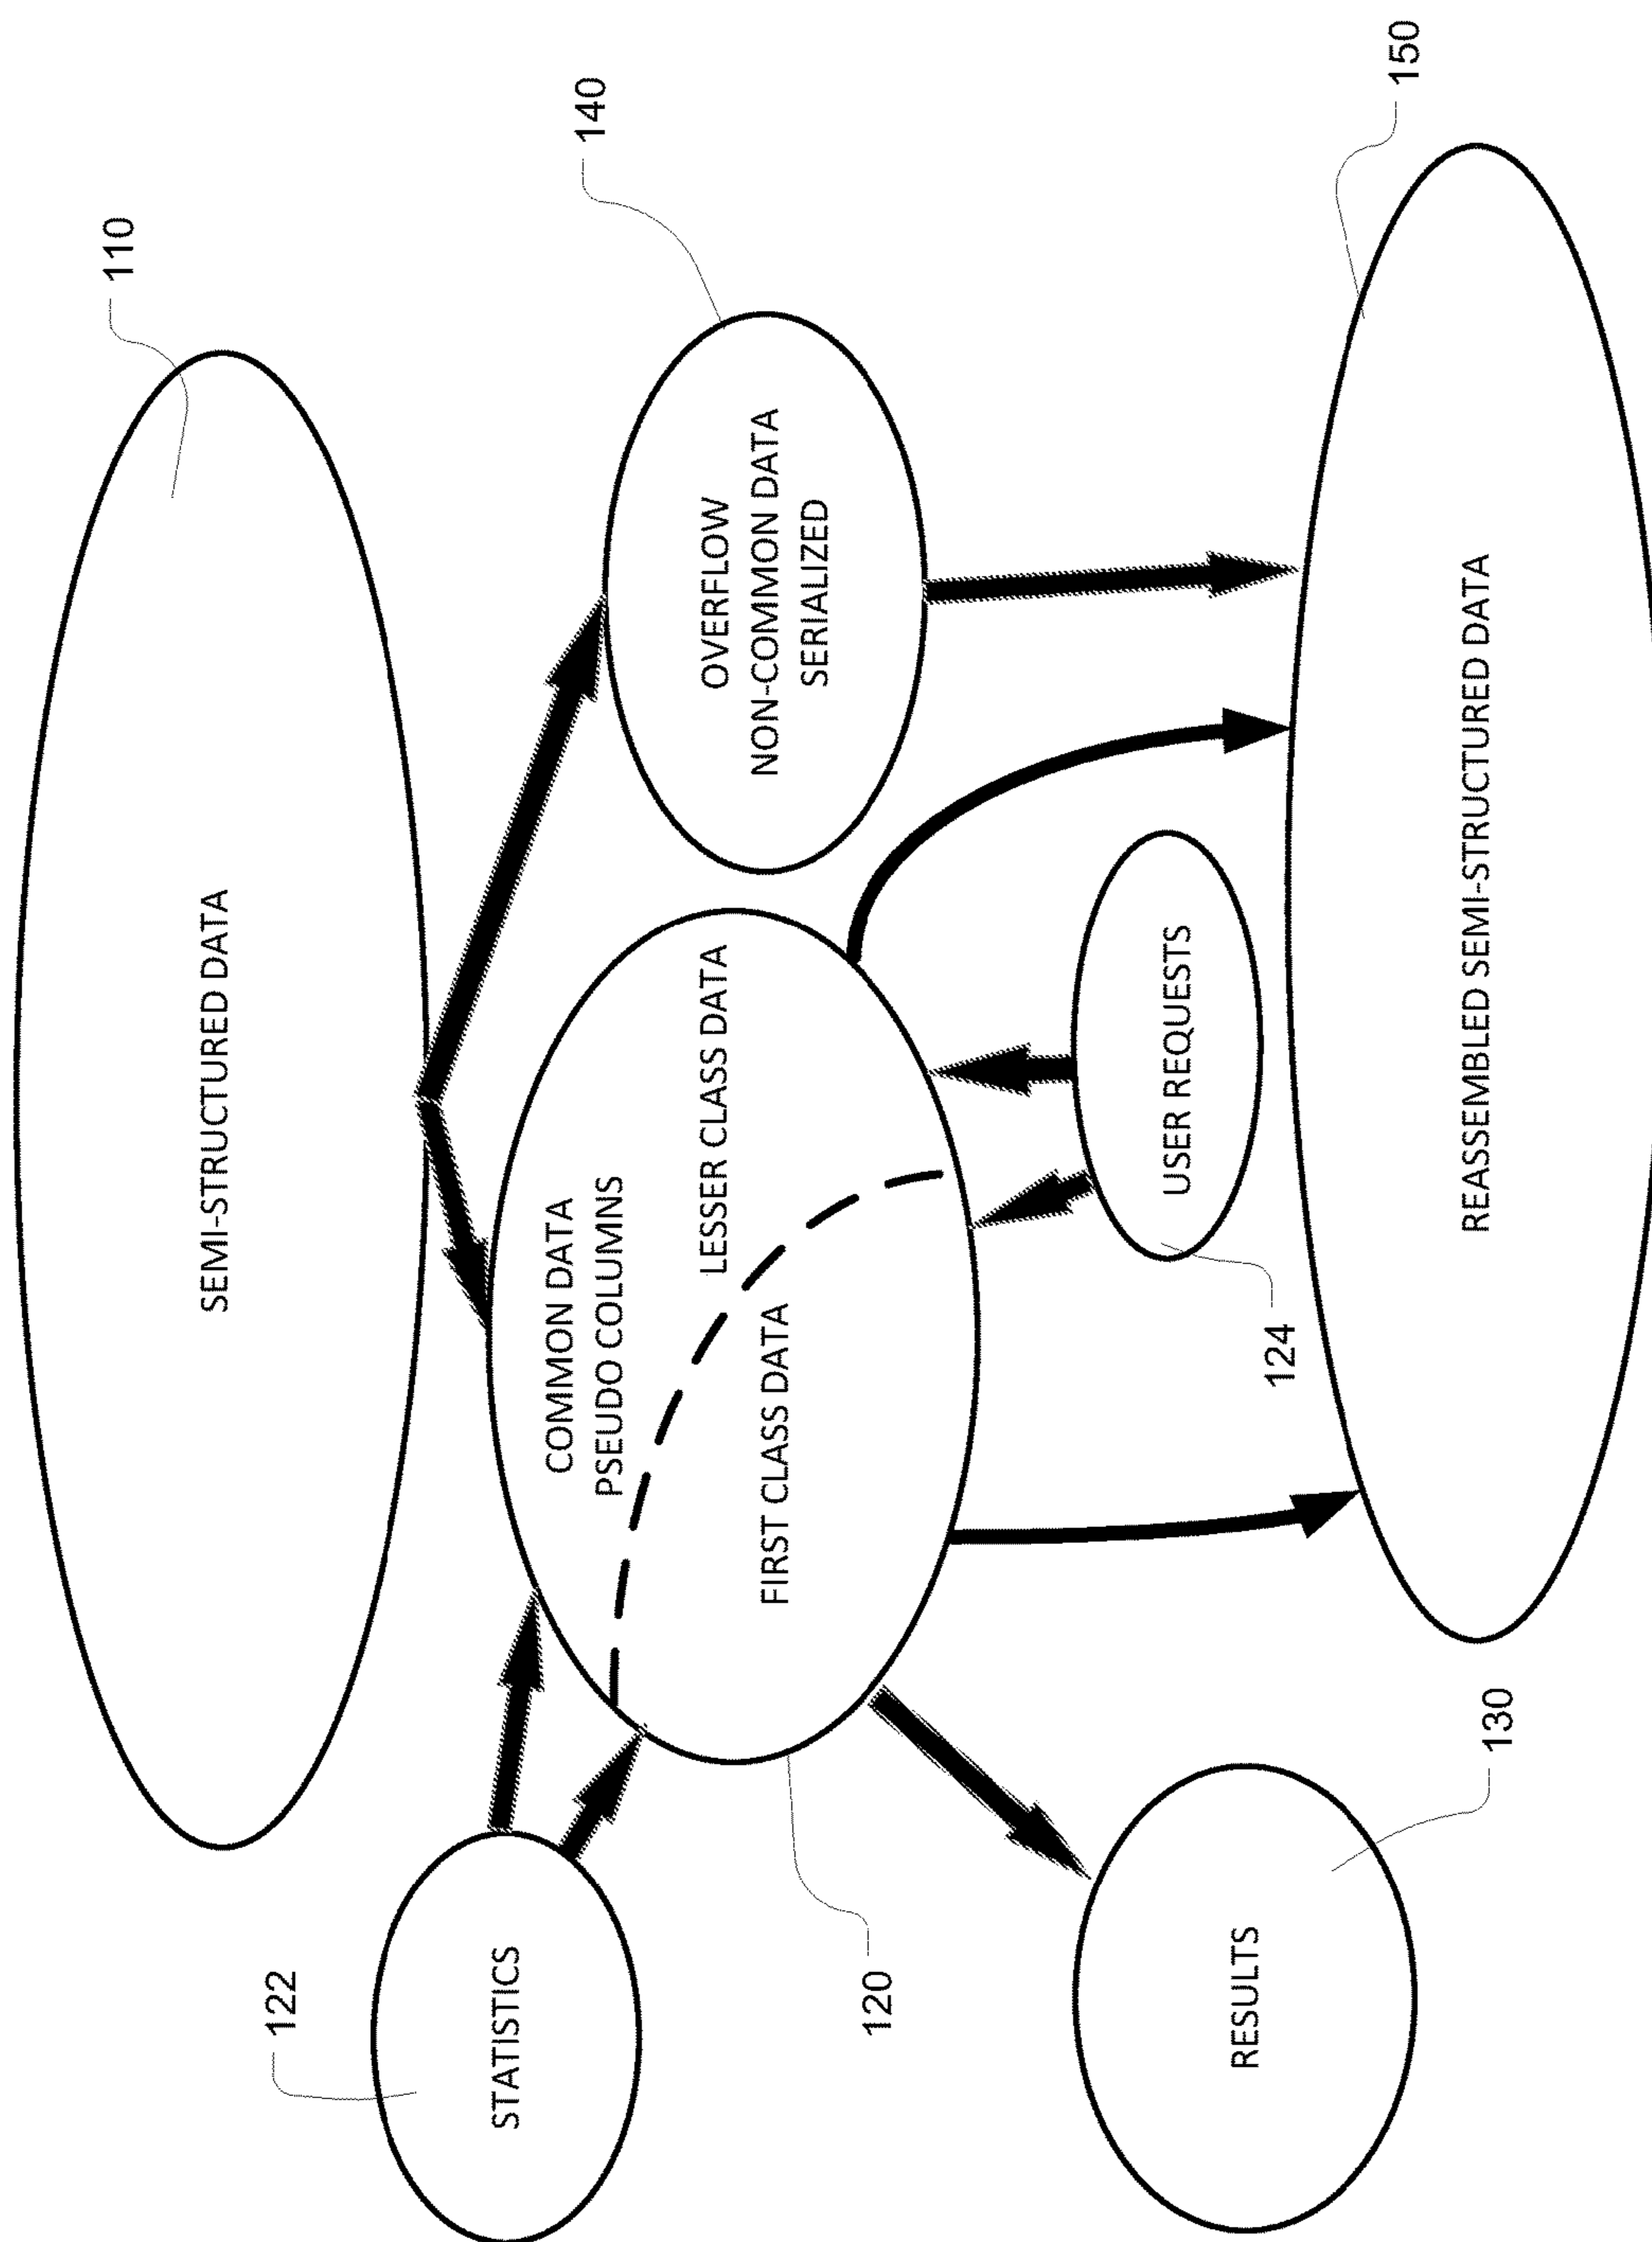 110
SEMI-STRUCTURED DATA
122
STATISTICS
COMMON DATA
PSEUDO COLUMNS
LESSER CLASS DATA
FIRST CLASS DATA
120
140
OVERFLOW
NON-COMMON DATA
SERIALIZED
USER REQUESTS
124
RESULTS
130
150
REASSEMBLED SEMI-STRUCTURED DATA